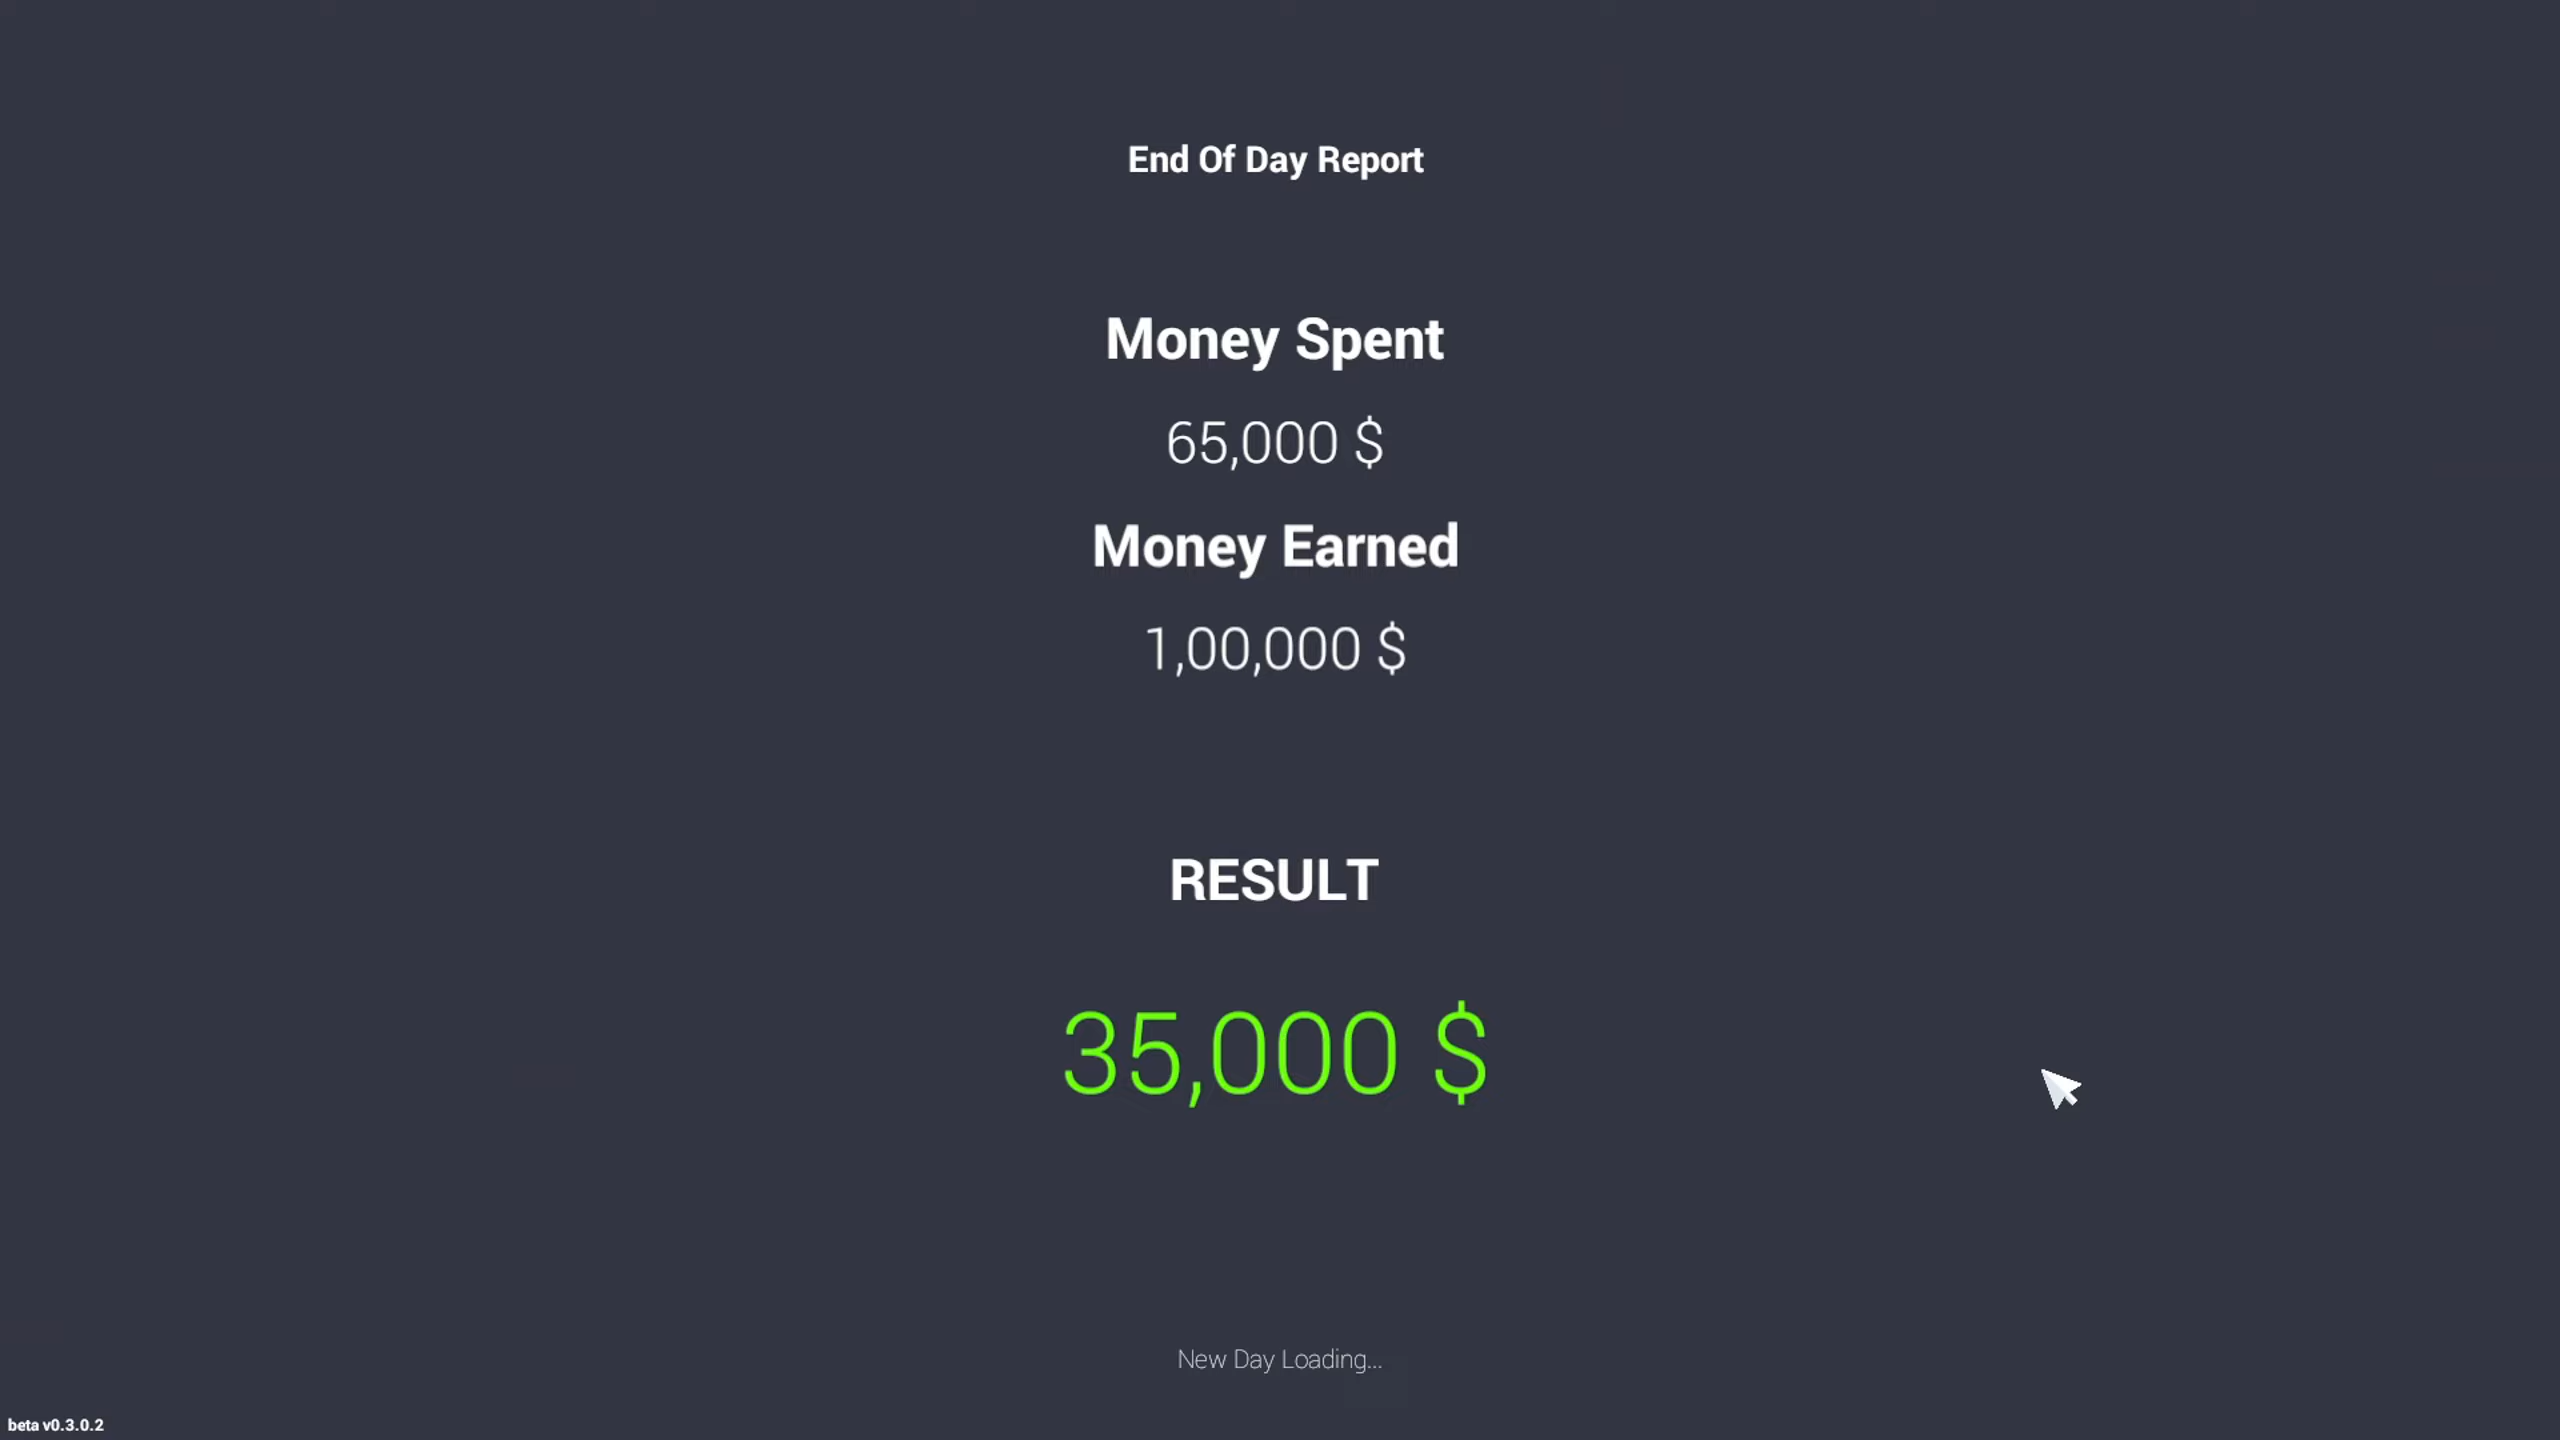 End Of Day Report
Money Spent
65,000 $
Money Earned
1,00,000 $
RESULT
35,000 $
New Day Loading...
beta v0.3.0.2